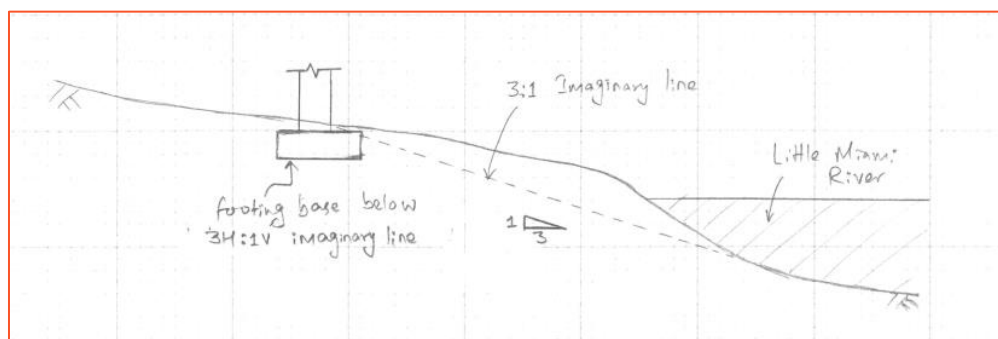 3:1 Imaginary line
Little Miami
River
footing base below
3H:1V imaginary line
1
3